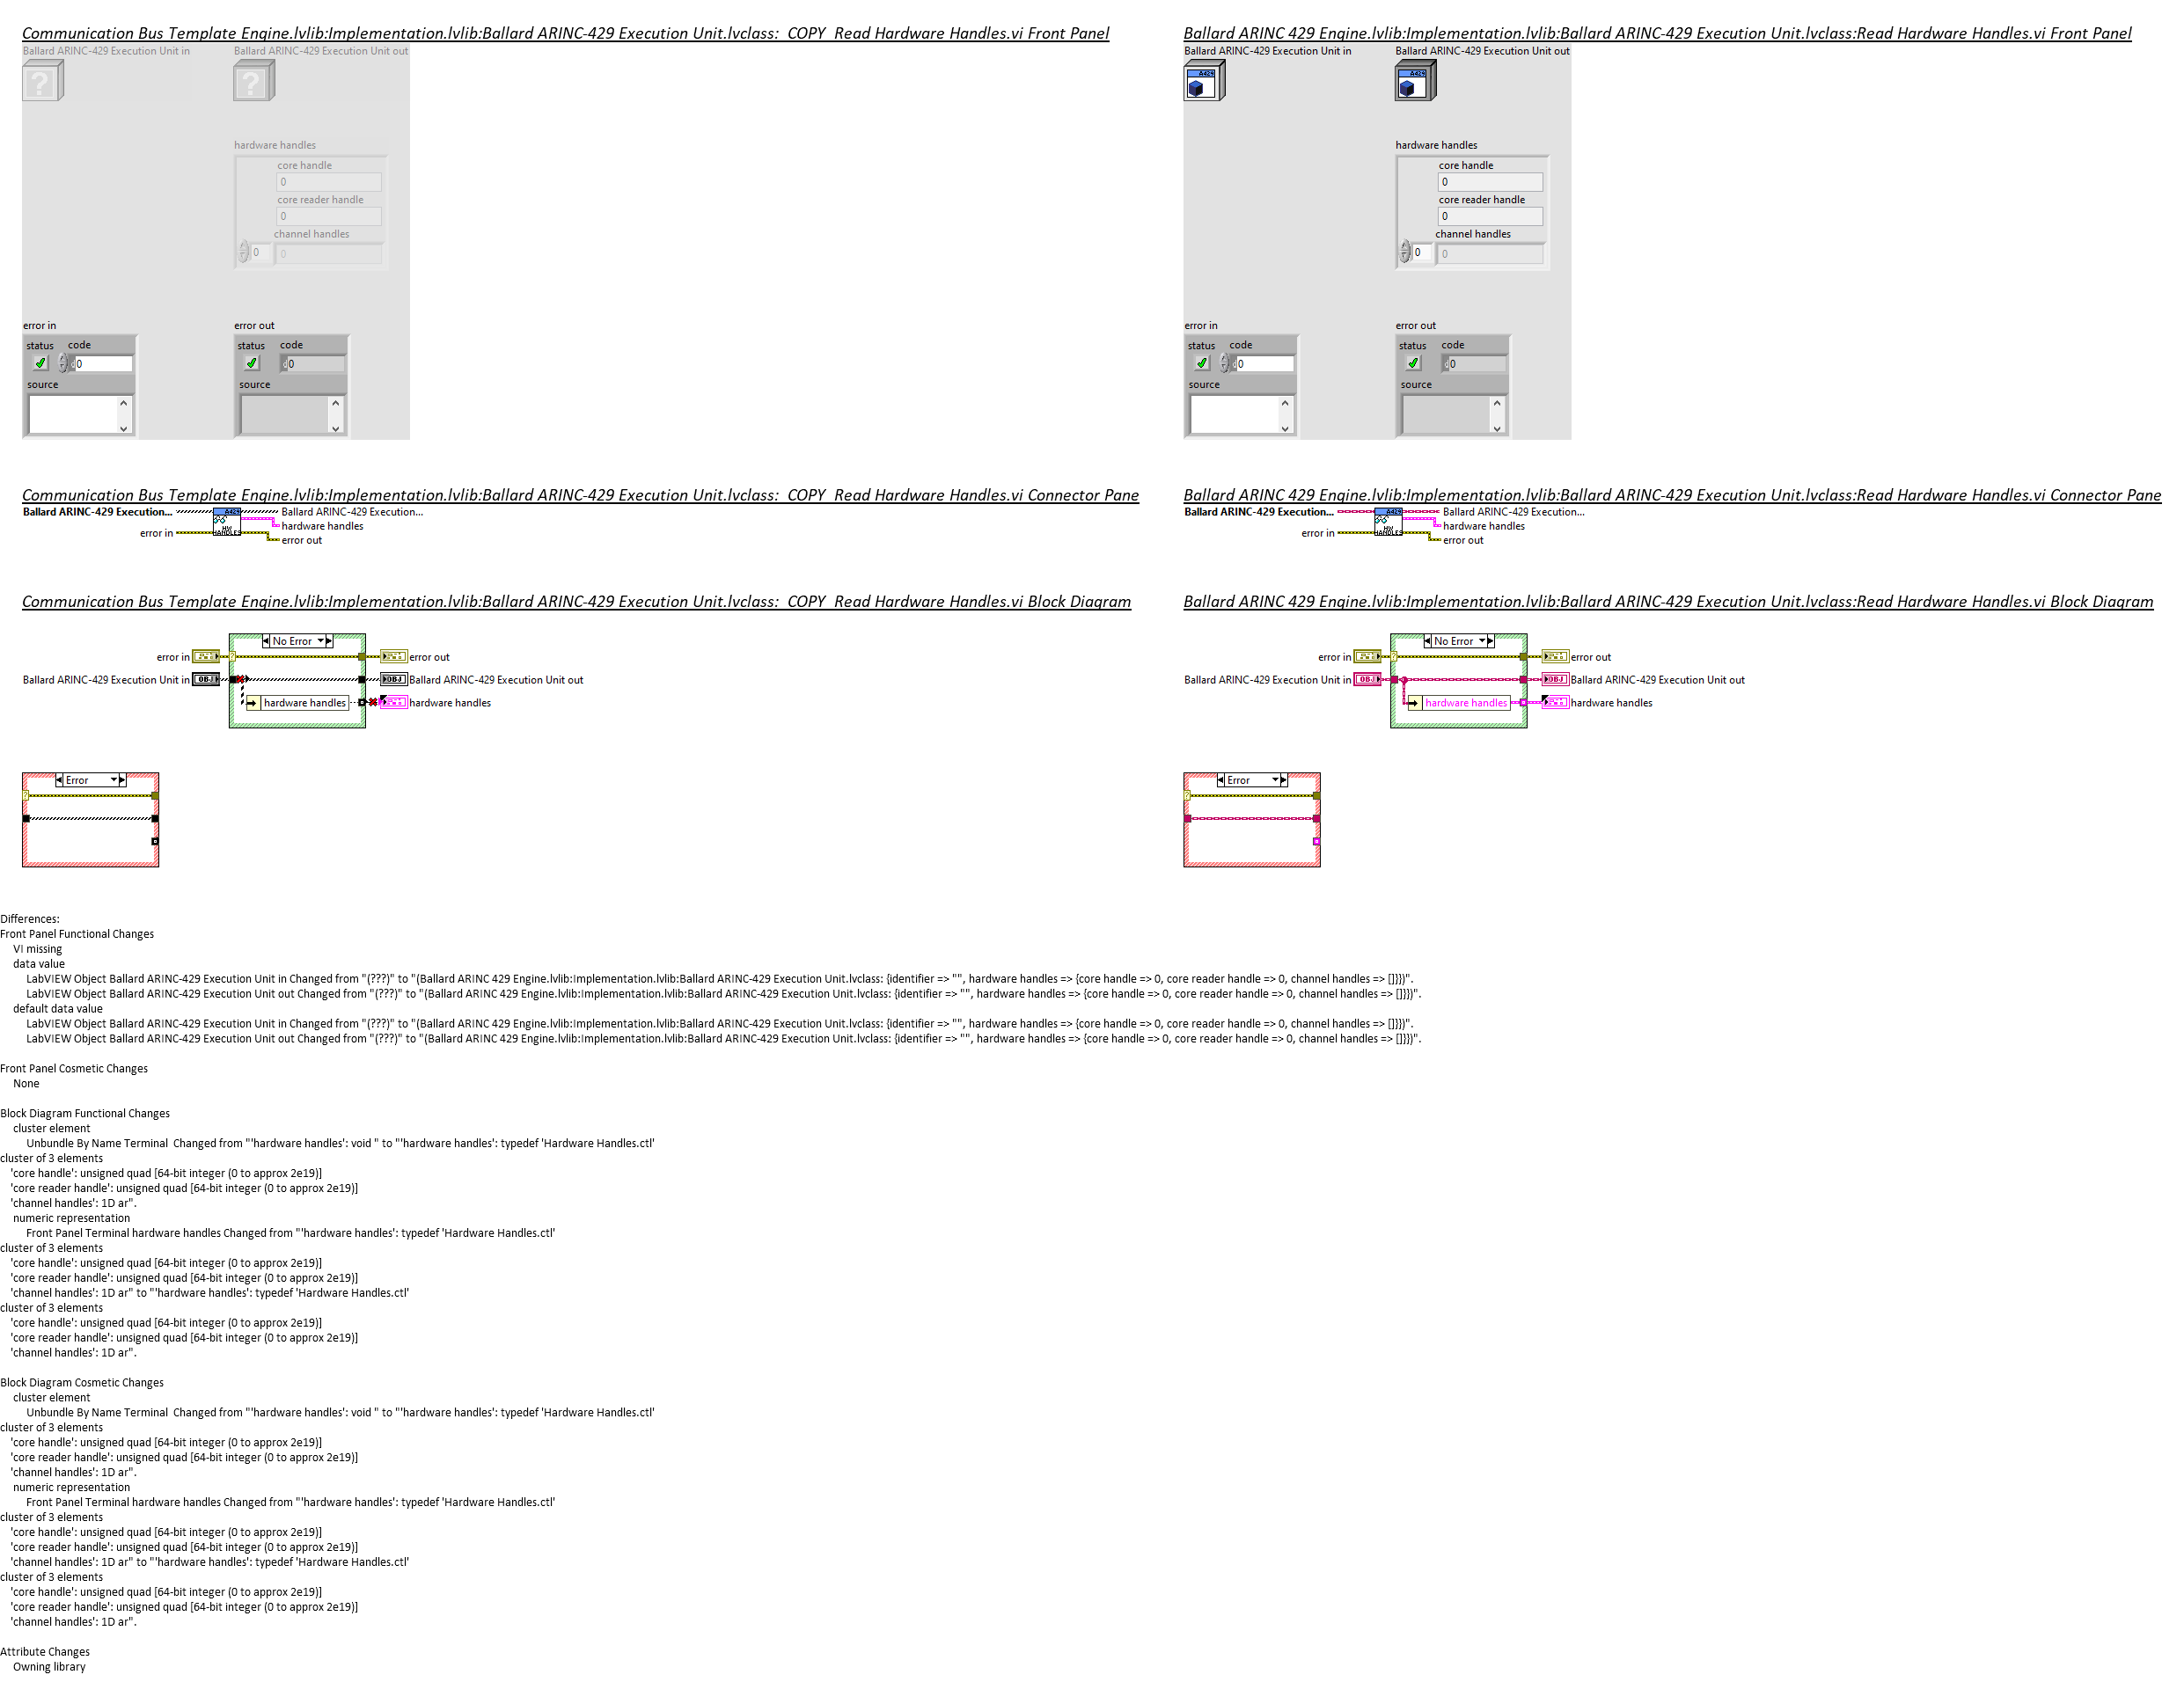 Communication Bus Template Engine.lvlib:Implementation.lvlib:Ballard ARINC-429 Execution Unit.lvclass:_COPY_Read Hardware Handles.vi Front Panel
Ballard ARINC-429 Execution Unit in
Ballard ARINC-429 Execution Unit out
?
?
hardware handles
core handle
0
core reader handle
0
channel handles
0
0
error in
error out
status
code
0
status
code
0
source
source
Ballard ARINC 429 Engine.lvlib:Implementation.lvlib:Ballard ARINC-429 Execution Unit.lvclass:Read Hardware Handles.vi Front Panel
Ballard ARINC-429 Execution Unit in
Ballard ARINC-429 Execution Unit out
A429
A429
hardware handles
core handle
0
core reader handle
0
channel handles
0
0
error in
error out
status
code
0
status
code
0
source
source
Communication Bus Template Engine.lvlib:Implementation.lvlib:Ballard ARINC-429 Execution Unit.lvclass:_COPY_Read Hardware Handles.vi Connector Pane
Ballard ARINC-429 Execution...
A429
HW
HANDLES
Ballard ARINC-429 Execution...
hardware handles
error in
error out
Ballard ARINC 429 Engine.lvlib:Implementation.lvlib:Ballard ARINC-429 Execution Unit.lvclass:Read Hardware Handles.vi Connector Pane
Ballard ARINC-429 Execution...
A429
HW
HANDLES
Ballard ARINC-429 Execution...
hardware handles
error in
error out
Communication Bus Template Engine.lvlib:Implementation.lvlib:Ballard ARINC-429 Execution Unit.lvclass:_COPY_Read Hardware Handles.vi Block Diagram
No Error
error in
?
error out
Ballard ARINC-429 Execution Unit in
OBJ
OBJ
Ballard ARINC-429 Execution Unit out
hardware handles
hardware handles
Error
?
Ballard ARINC 429 Engine.lvlib:Implementation.lvlib:Ballard ARINC-429 Execution Unit.lvclass:Read Hardware Handles.vi Block Diagram
No Error
error in
?
error out
Ballard ARINC-429 Execution Unit in
OBJ
OBJ
Ballard ARINC-429 Execution Unit out
hardware handles
hardware handles
Error
?
Differences:
Front Panel Functional Changes
VI missing
data value
LabVIEW Object Ballard ARINC-429 Execution Unit in Changed from "(???)" to "(Ballard ARINC 429 Engine.lvlib:Implementation.lvlib:Ballard ARINC-429 Execution Unit.lvclass: {identifier => "", hardware handles => {core handle => 0, core reader handle => 0, channel handles => []}})".
LabVIEW Object Ballard ARINC-429 Execution Unit out Changed from "(???)" to "(Ballard ARINC 429 Engine.lvlib:Implementation.lvlib:Ballard ARINC-429 Execution Unit.lvclass: {identifier => "", hardware handles => {core handle => 0, core reader handle => 0, channel handles => []}})".
default data value
LabVIEW Object Ballard ARINC-429 Execution Unit in Changed from "(???)" to "(Ballard ARINC 429 Engine.lvlib:Implementation.lvlib:Ballard ARINC-429 Execution Unit.lvclass: {identifier => "", hardware handles => {core handle => 0, core reader handle => 0, channel handles => []}})".
LabVIEW Object Ballard ARINC-429 Execution Unit out Changed from "(???)" to "(Ballard ARINC 429 Engine.lvlib:Implementation.lvlib:Ballard ARINC-429 Execution Unit.lvclass: {identifier => "", hardware handles => {core handle => 0, core reader handle => 0, channel handles => []}})".
Front Panel Cosmetic Changes
None
Block Diagram Functional Changes
cluster element
Unbundle By Name Terminal  Changed from "'hardware handles': void " to "'hardware handles': typedef 'Hardware Handles.ctl'
cluster of 3 elements
'core handle': unsigned quad [64-bit integer (0 to approx 2e19)]
'core reader handle': unsigned quad [64-bit integer (0 to approx 2e19)]
'channel handles': 1D ar".
numeric representation
Front Panel Terminal hardware handles Changed from "'hardware handles': typedef 'Hardware Handles.ctl'
cluster of 3 elements
'core handle': unsigned quad [64-bit integer (0 to approx 2e19)]
'core reader handle': unsigned quad [64-bit integer (0 to approx 2e19)]
'channel handles': 1D ar" to "'hardware handles': typedef 'Hardware Handles.ctl'
cluster of 3 elements
'core handle': unsigned quad [64-bit integer (0 to approx 2e19)]
'core reader handle': unsigned quad [64-bit integer (0 to approx 2e19)]
'channel handles': 1D ar".
Block Diagram Cosmetic Changes
cluster element
Unbundle By Name Terminal  Changed from "'hardware handles': void " to "'hardware handles': typedef 'Hardware Handles.ctl'
cluster of 3 elements
'core handle': unsigned quad [64-bit integer (0 to approx 2e19)]
'core reader handle': unsigned quad [64-bit integer (0 to approx 2e19)]
'channel handles': 1D ar".
numeric representation
Front Panel Terminal hardware handles Changed from "'hardware handles': typedef 'Hardware Handles.ctl'
cluster of 3 elements
'core handle': unsigned quad [64-bit integer (0 to approx 2e19)]
'core reader handle': unsigned quad [64-bit integer (0 to approx 2e19)]
'channel handles': 1D ar" to "'hardware handles': typedef 'Hardware Handles.ctl'
cluster of 3 elements
'core handle': unsigned quad [64-bit integer (0 to approx 2e19)]
'core reader handle': unsigned quad [64-bit integer (0 to approx 2e19)]
'channel handles': 1D ar".
Attribute Changes
Owning library